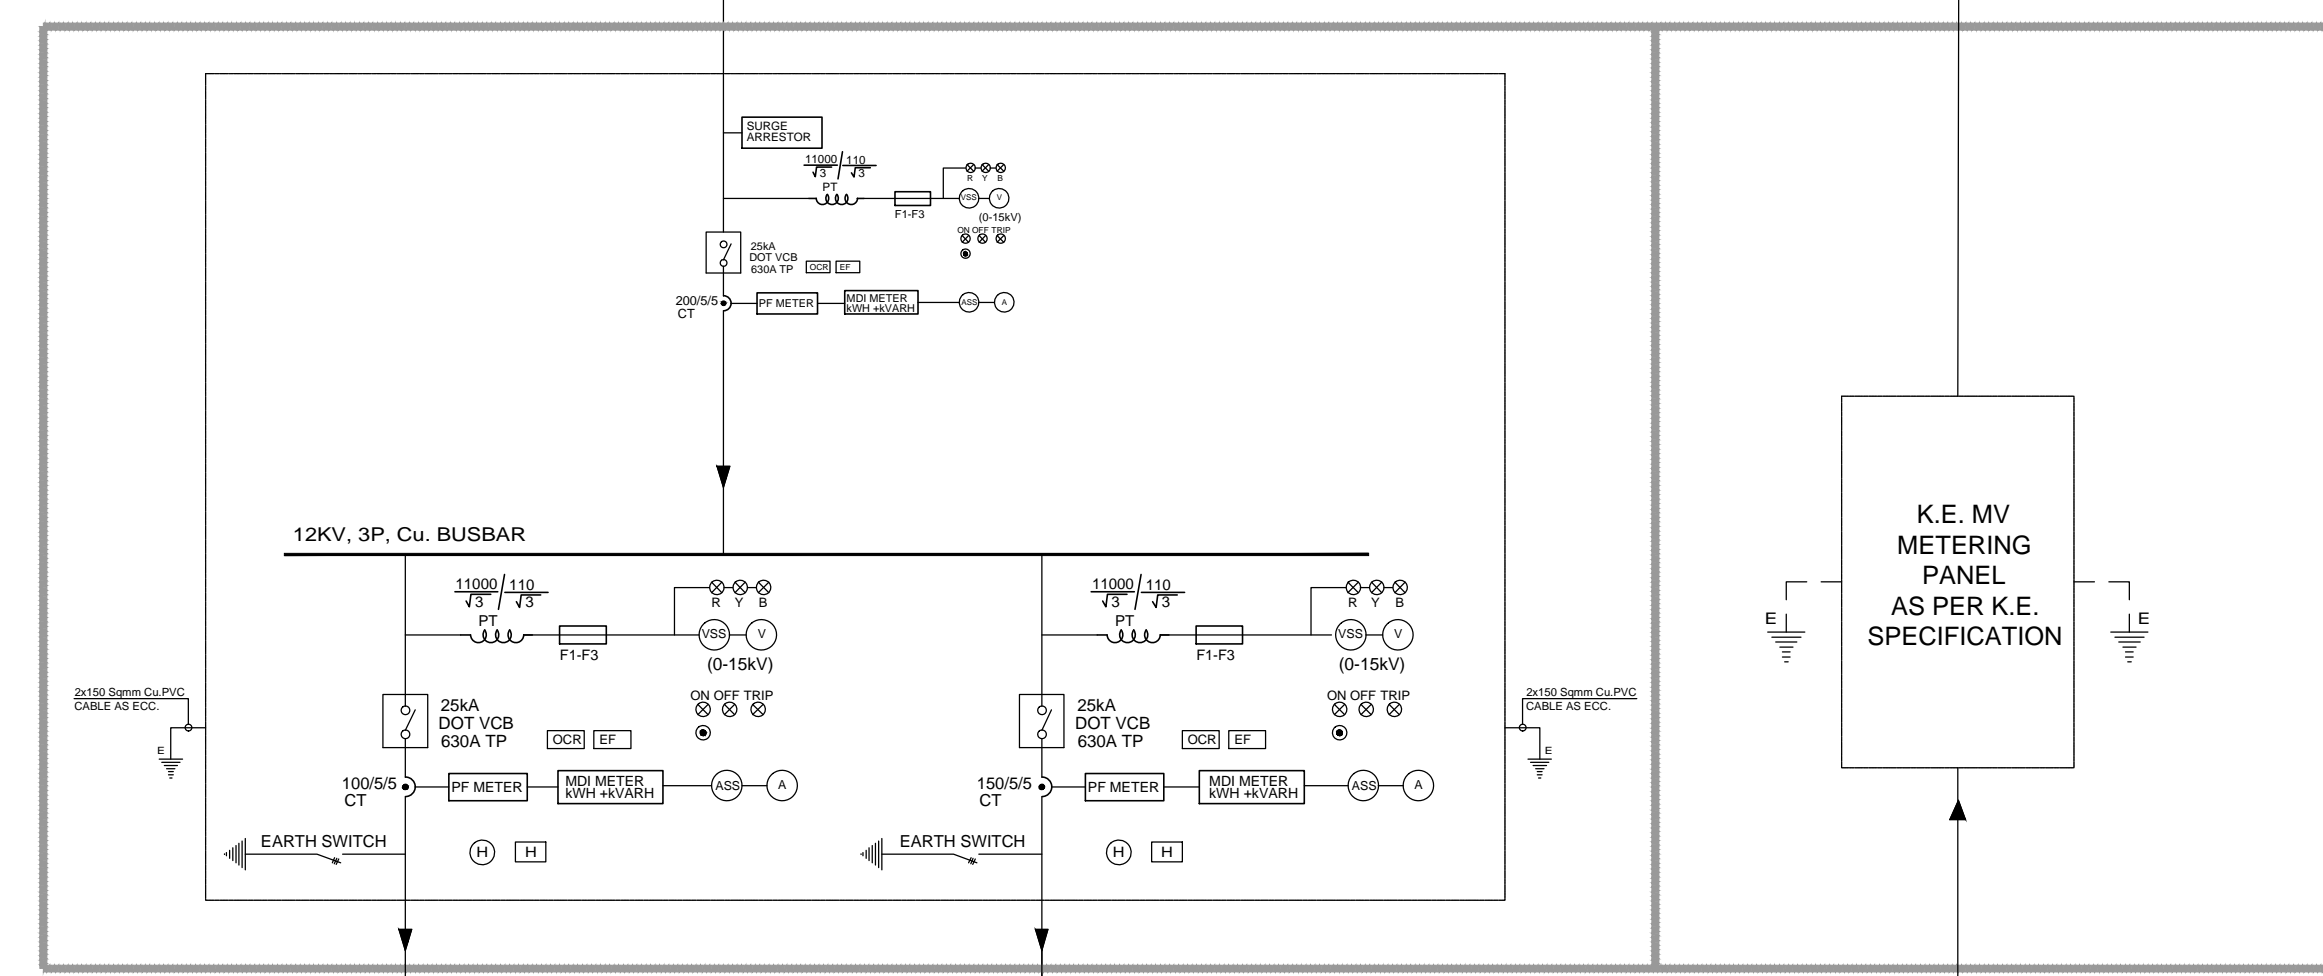 SURGE
ARRESTOR
11000/110
√3 √3
PT
R Y B
VSS V
F1-F3
(0-15kV)
ON OFF TRIP
25kA
DOT VCB
630A TP
OCR EF
200/5/5
CT
PF METER
MDI METER
kWH +kVARH
ASS A
12KV, 3P, Cu. BUSBAR
11000/110
√3 √3
PT
R Y B
VSS V
F1-F3
(0-15kV)
ON OFF TRIP
25kA
DOT VCB
630A TP
OCR EF
100/5/5
CT
PF METER
MDI METER
kWH +kVARH
ASS A
EARTH SWITCH
H H
11000/110
√3 √3
PT
R Y B
VSS V
F1-F3
(0-15kV)
ON OFF TRIP
25kA
DOT VCB
630A TP
OCR EF
150/5/5
CT
PF METER
MDI METER
kWH +kVARH
ASS A
EARTH SWITCH
H H
2x150 Sqmm Cu.PVC
CABLE AS ECC.
E
2x150 Sqmm Cu.PVC
CABLE AS ECC.
E
K.E. MV
METERING
PANEL
AS PER K.E.
SPECIFICATION
E
E